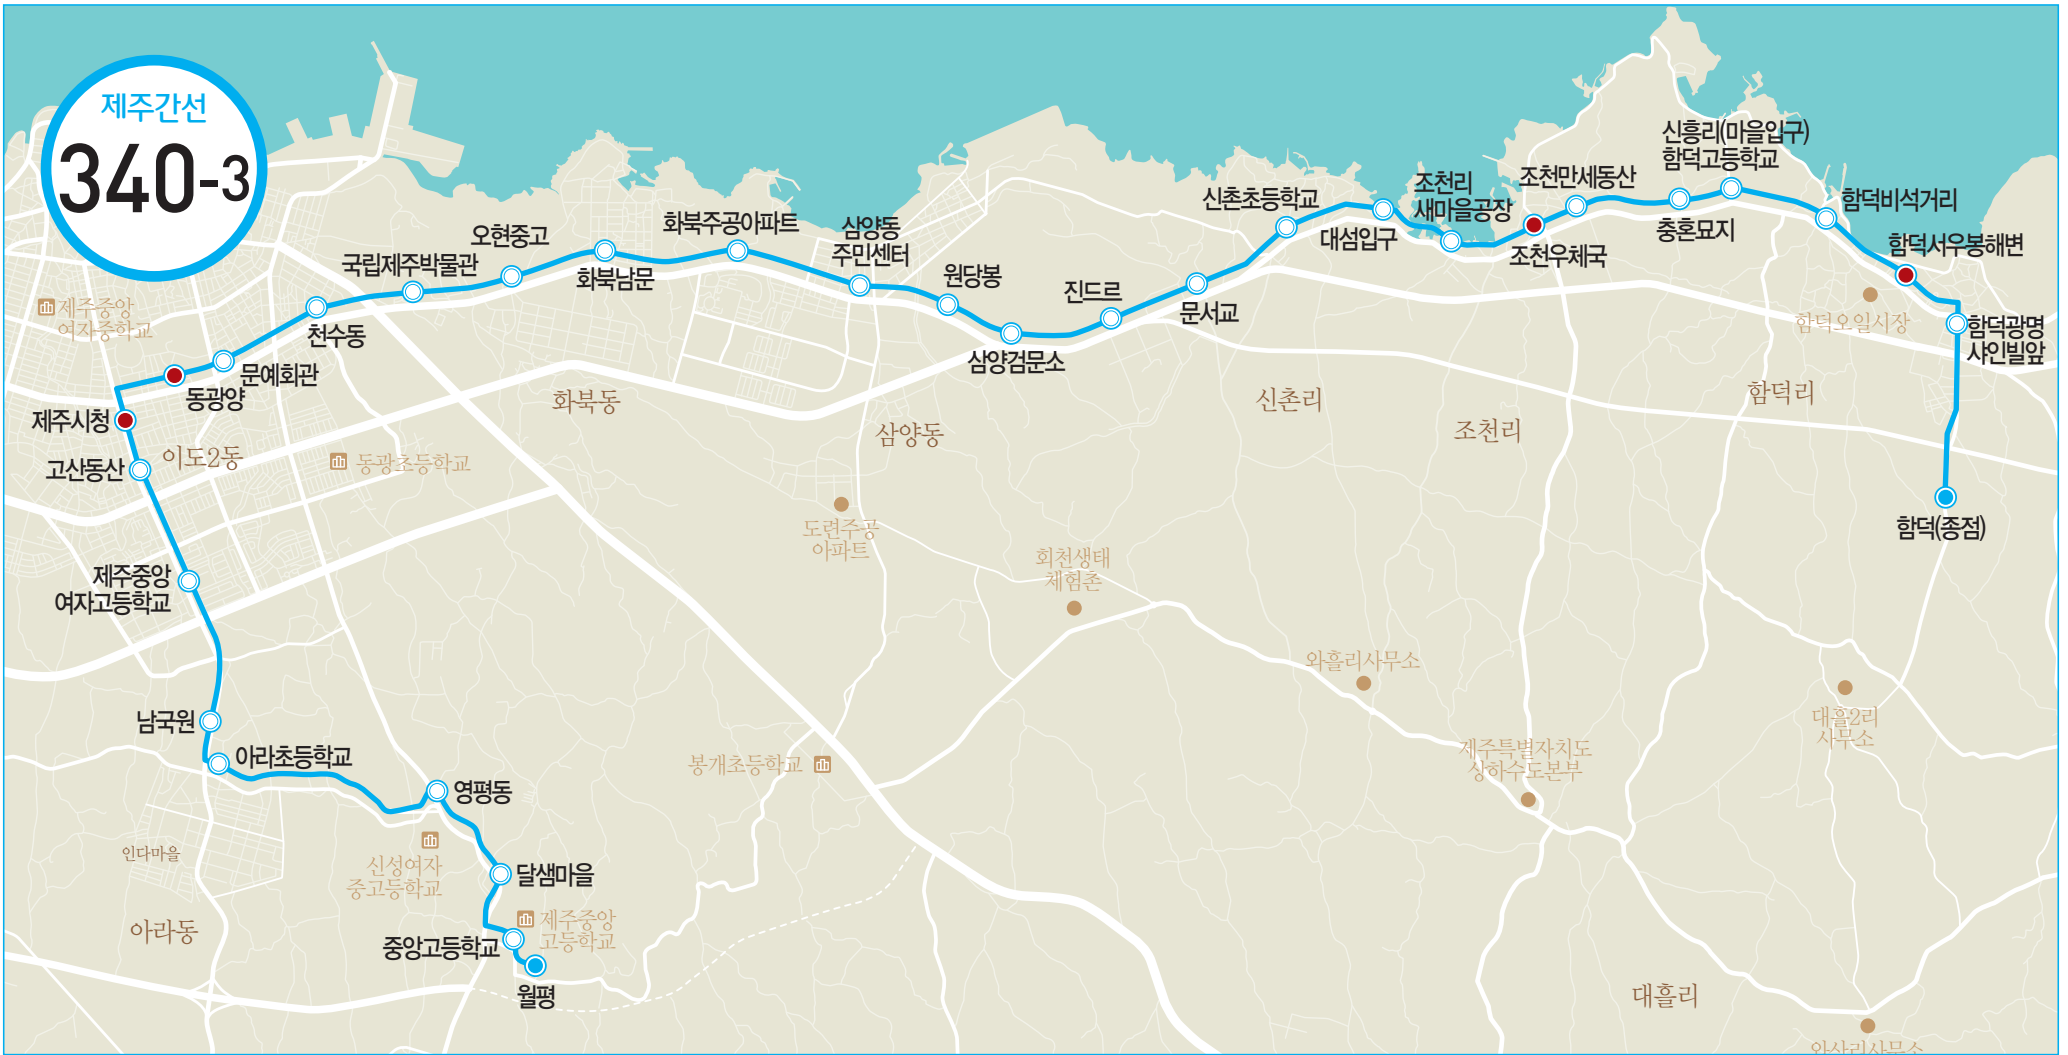 제주간선
340-3
신흥리(마을입구)
함덕고등학교
조천만세동산
조천리
새마을공장
신촌초등학교
함덕비석거리
충혼묘지
대섬입구
조천우체국
함덕서우봉해변
오현중고
화북주공아파트
삼양동
주민센터
국립제주박물관
화북남문
원당봉
진드르
문서교
제주중앙
여자중학교
천수동
함덕오일시장
함덕광명
샤인빌앞
삼양검문소
문예회관
동광양
제주시청
화북동
신촌리
함덕리
조천리
삼양동
이도2동
고산동산
동광초등학교
도련주공
아파트
함덕(종점)
회천생태
체험촌
제주중앙
여자고등학교
와흘리사무소
남국원
대흘2리
사무소
제주특별자치도
상하수도본부
아라초등학교
봉개초등학교
영평동
인다마을
신성여자
중고등학교
달샘마을
아라동
제주중앙
고등학교
중앙고등학교
월평
대흘리
와산리사무소